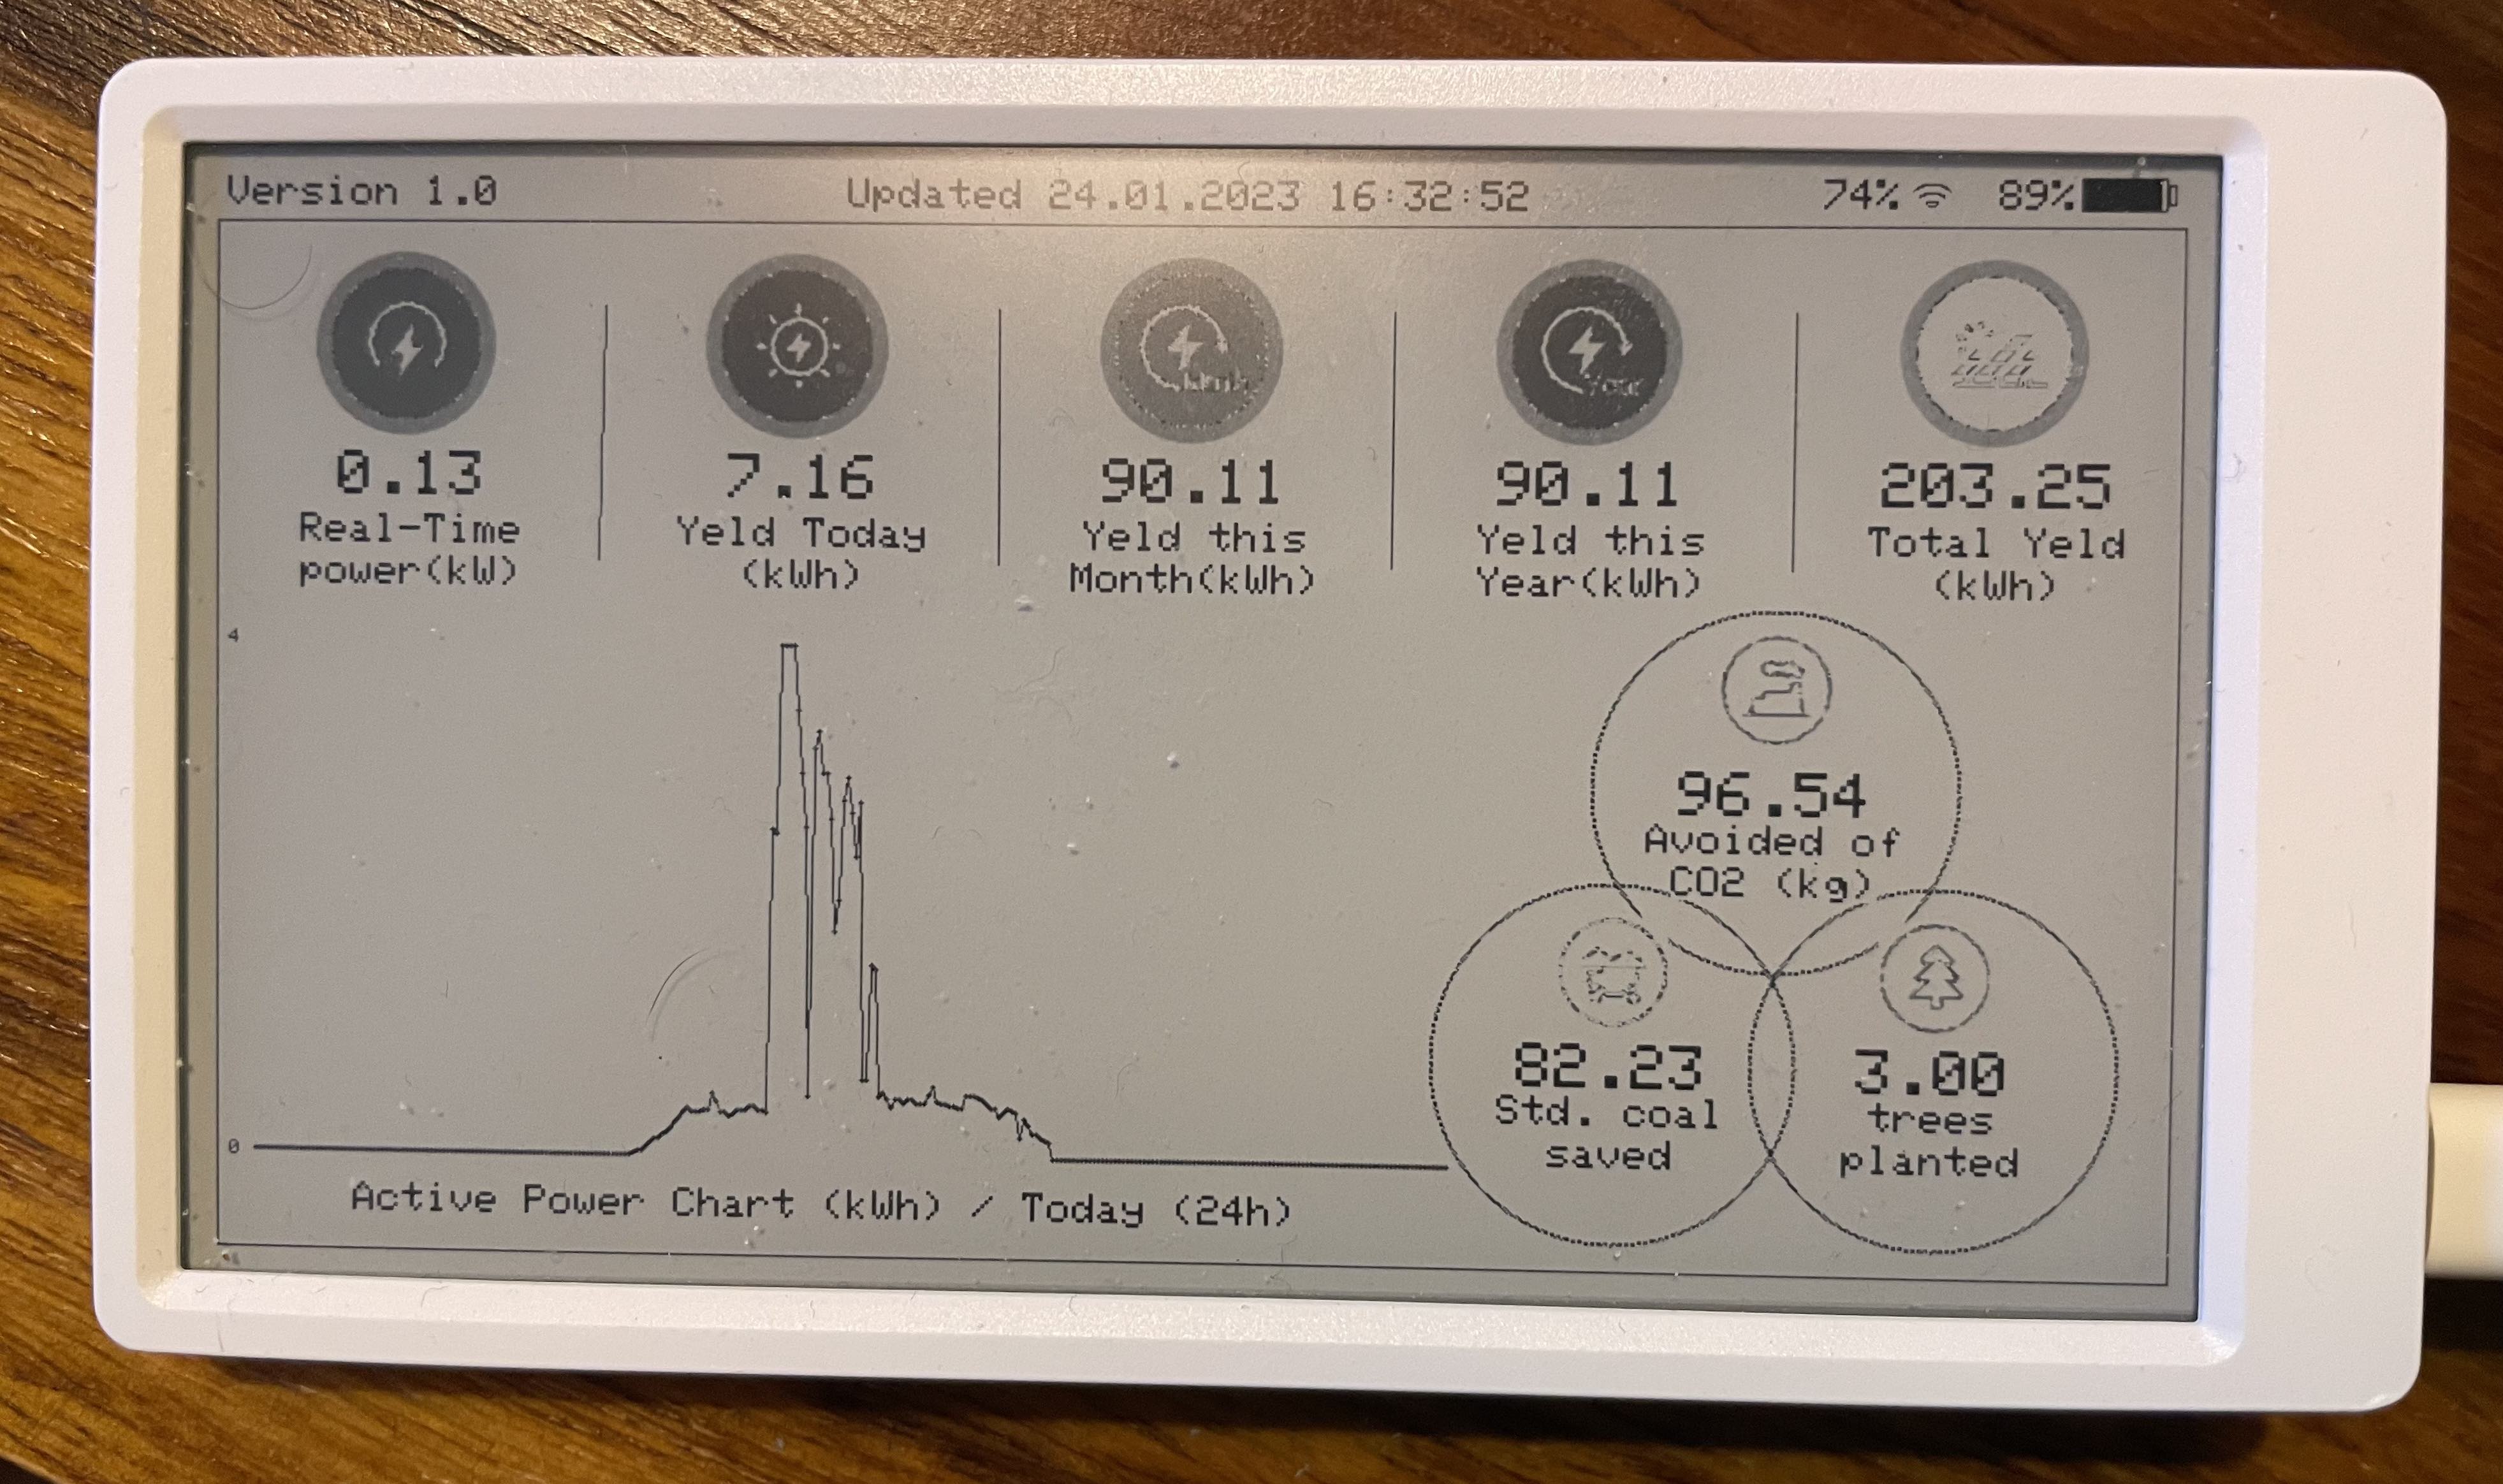 Version 1.0
Updated 24.01.2023 16:32:52
74%
89%
0.13
Real-Time
power(kW)
7.16
Yeld Today
(kWh)
90.11
Yeld this
Month(kWh)
90.11
Yeld this
Year(kWh)
203.25
Total Yeld
(kWh)
4
0
Active Power Chart (kWh) / Today (24h)
96.54
Avoided of
CO2 (kg)
82.23
Std. coal
saved
3.00
trees
planted